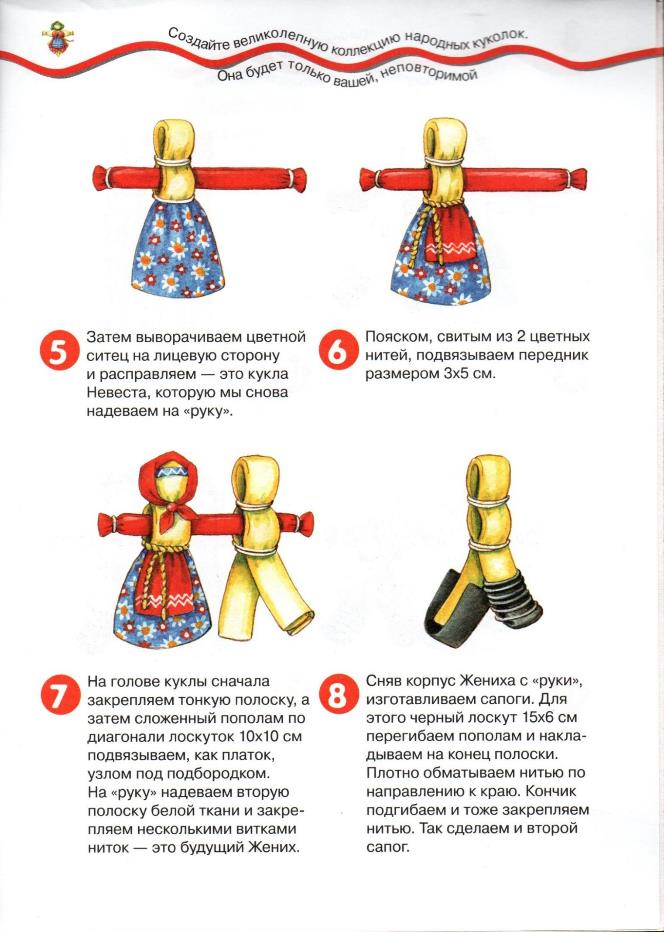 Создайте великолепную коллекцию народных куколок.
Она будет только вашей, неповторимой
5
Затем выворачиваем цветной
ситец на лицевую сторону
и расправляем — это кукла
Невеста, которую мы снова
надеваем на «руку».
6
Пояском, свитым из 2 цветных
нитей, подвязываем передник
размером 3х5 см.
7
На голове куклы сначала
закрепляем тонкую полоску, а
затем сложенный пополам по
диагонали лоскуток 10х10 см
подвязываем, как платок,
узлом под подбородком.
На «руку» надеваем вторую
полоску белой ткани и закре-
пляем несколькими витками
ниток — это будущий Жених.
8
Сняв корпус Жениха с «руки»,
изготавливаем сапоги. Для
этого черный лоскут 15х6 см
перегибаем пополам и накла-
дываем на конец полоски.
Плотно обматываем нитью по
направлению к краю. Кончик
подгибаем и тоже закрепляем
нитью. Так сделаем и второй
сапог.